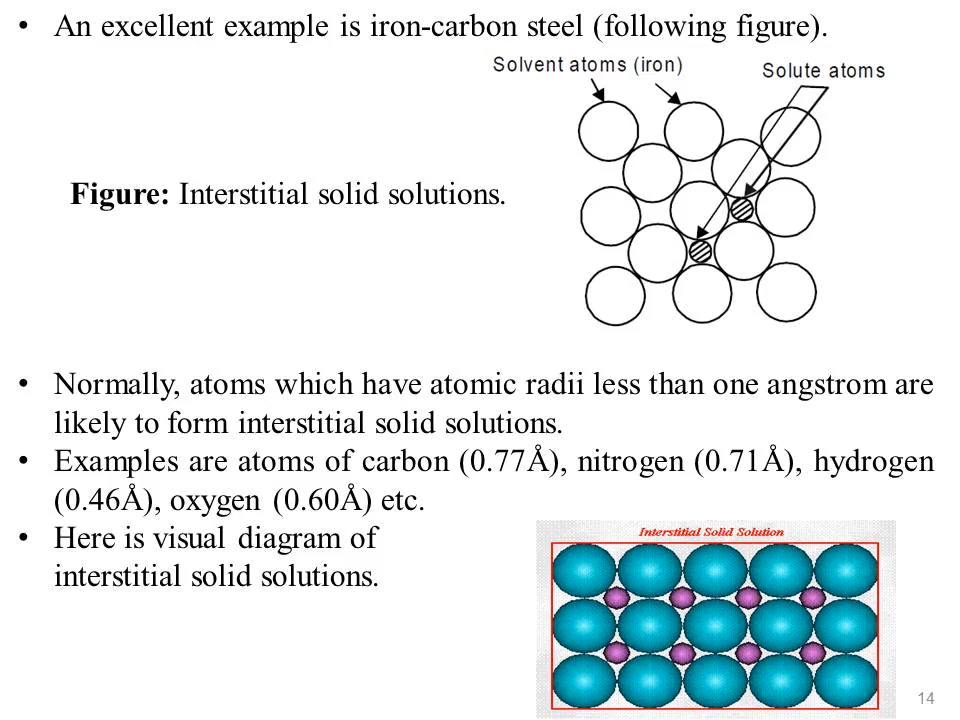 • An excellent example is iron-carbon steel (following figure).
Solvent atoms (iron)
Solute atoms
Figure: Interstitial solid solutions.
• Normally, atoms which have atomic radii less than one angstrom are
likely to form interstitial solid solutions.
• Examples are atoms of carbon (0.77Å), nitrogen (0.71Å), hydrogen
(0.46Å), oxygen (0.60Å) etc.
• Here is visual diagram of
interstitial solid solutions.
Interstitial Solid Solution
14